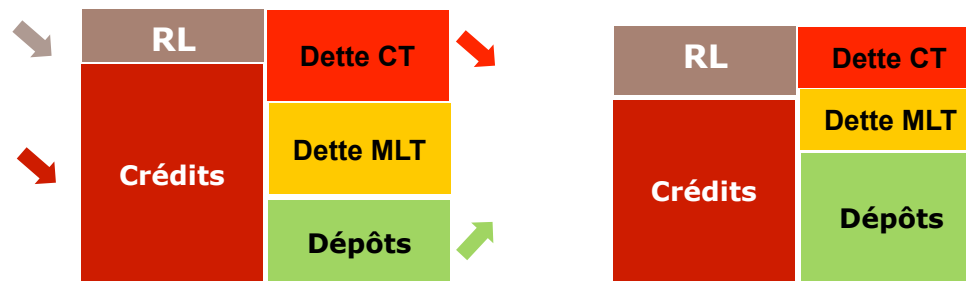 RL
Dette CT
Dette MLT
Crédits
Dépôts
RL
Dette CT
Dette MLT
Crédits
Dépôts